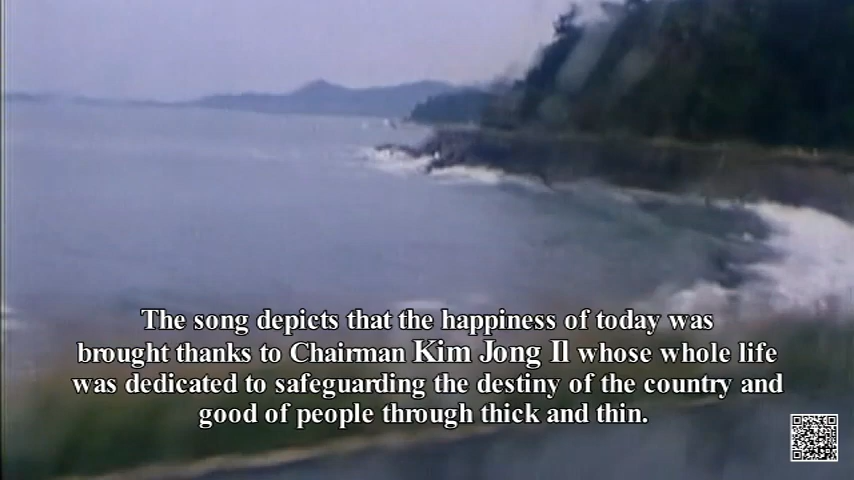 The song depicts that the happiness of today was
brought thanks to Chairman Kim Jong Il whose whole life
was dedicated to safeguarding the destiny of the country and
good of people through thick and thin.